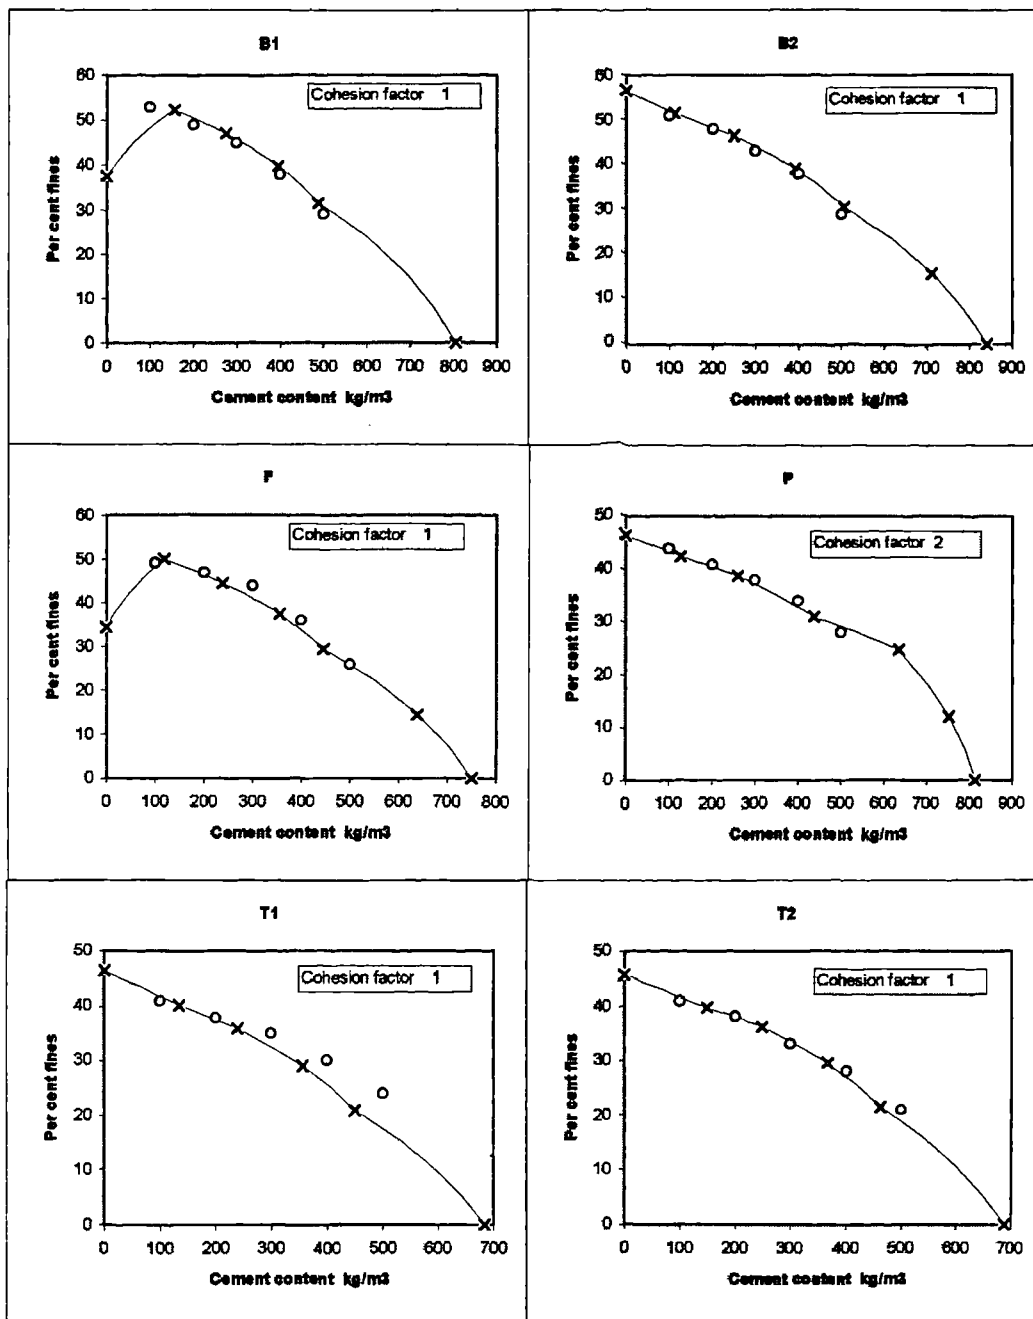 B1
Cohesion factor 1
Per cent fines
60
50
40
30
20
10
0
0 100 200 300 400 500 600 700 800 900
Cement content kg/m3
B2
Cohesion factor 1
Per cent fines
60
50
40
30
20
10
0
0 100 200 300 400 500 600 700 800 900
Cement content kg/m3
F
Cohesion factor 1
Per cent fines
60
50
40
30
20
10
0
0 100 200 300 400 500 600 700 800
Cement content kg/m3
P
Cohesion factor 2
Per cent fines
50
40
30
20
10
0
0 100 200 300 400 500 600 700 800 900
Cement content kg/m3
T1
Cohesion factor 1
Per cent fines
50
40
30
20
10
0
0 100 200 300 400 500 600 700
Cement content kg/m3
T2
Cohesion factor 1
Per cent fines
50
40
30
20
10
0
0 100 200 300 400 500 600 700
Cement content kg/m3